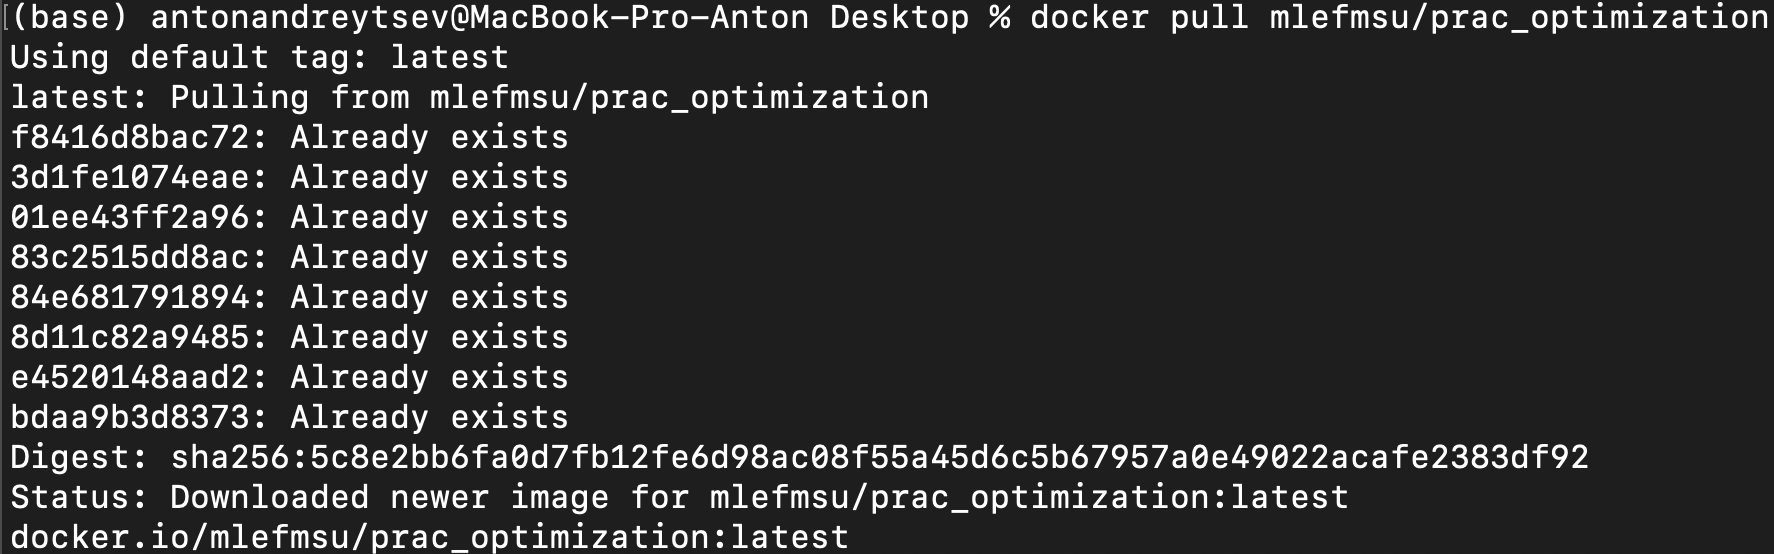 [(base) antonandreytsev@MacBook-Pro-Anton Desktop % docker pull mlefmsu/prac_optimization
Using default tag: latest
latest: Pulling from mlefmsu/prac_optimization
f8416d8bac72: Already exists
3d1fe1074eae: Already exists
01ee43ff2a96: Already exists
83c2515dd8ac: Already exists
84e681791894: Already exists
8d11c82a9485: Already exists
e4520148aad2: Already exists
bdaa9b3d8373: Already exists
Digest: sha256:5c8e2bb6fa0d7fb12fe6d98ac08f55a45d6c5b67957a0e49022acafe2383df92
Status: Downloaded newer image for mlefmsu/prac_optimization:latest
docker.io/mlefmsu/prac_optimization:latest